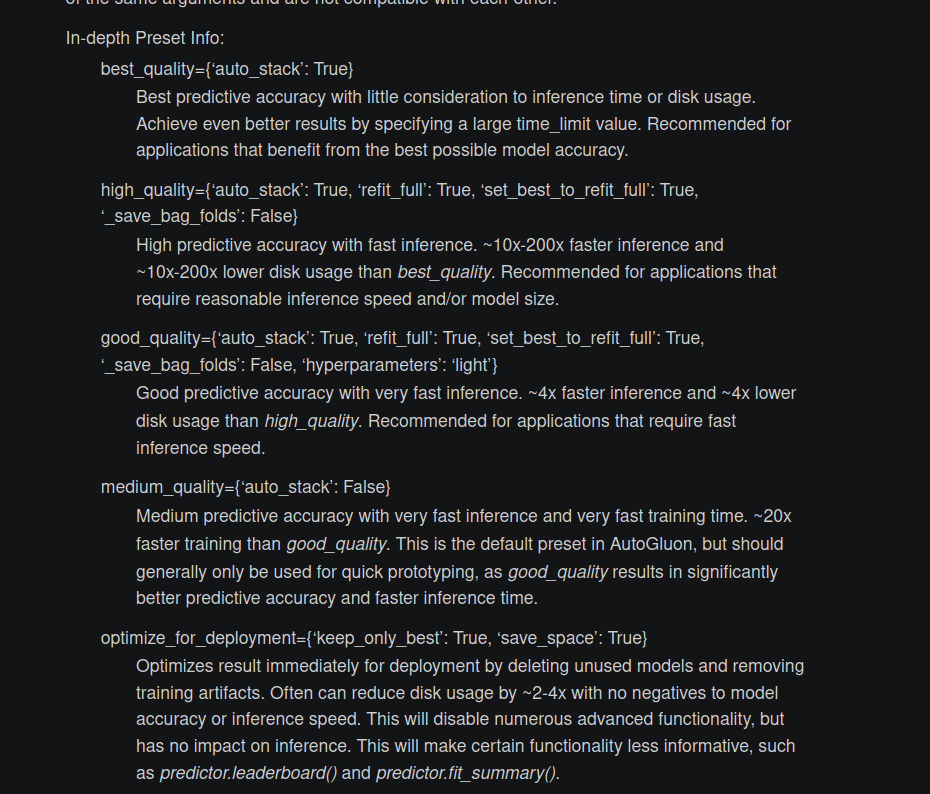 of the same arguments and are not compatible with each other.
In-depth Preset Info:
best_quality={‘auto_stack’: True}
Best predictive accuracy with little consideration to inference time or disk usage.
Achieve even better results by specifying a large time_limit value. Recommended for
applications that benefit from the best possible model accuracy.
high_quality={‘auto_stack’: True, ‘refit_full’: True, ‘set_best_to_refit_full’: True,
‘_save_bag_folds’: False}
High predictive accuracy with fast inference. ~10x-200x faster inference and
~10x-200x lower disk usage than best_quality. Recommended for applications that
require reasonable inference speed and/or model size.
good_quality={‘auto_stack’: True, ‘refit_full’: True, ‘set_best_to_refit_full’: True,
‘_save_bag_folds’: False, ‘hyperparameters’: ‘light’}
Good predictive accuracy with very fast inference. ~4x faster inference and ~4x lower
disk usage than high_quality. Recommended for applications that require fast
inference speed.
medium_quality={‘auto_stack’: False}
Medium predictive accuracy with very fast inference and very fast training time. ~20x
faster training than good_quality. This is the default preset in AutoGluon, but should
generally only be used for quick prototyping, as good_quality results in significantly
better predictive accuracy and faster inference time.
optimize_for_deployment={‘keep_only_best’: True, ‘save_space’: True}
Optimizes result immediately for deployment by deleting unused models and removing
training artifacts. Often can reduce disk usage by ~2-4x with no negatives to model
accuracy or inference speed. This will disable numerous advanced functionality, but
has no impact on inference. This will make certain functionality less informative, such
as predictor.leaderboard() and predictor.fit_summary().